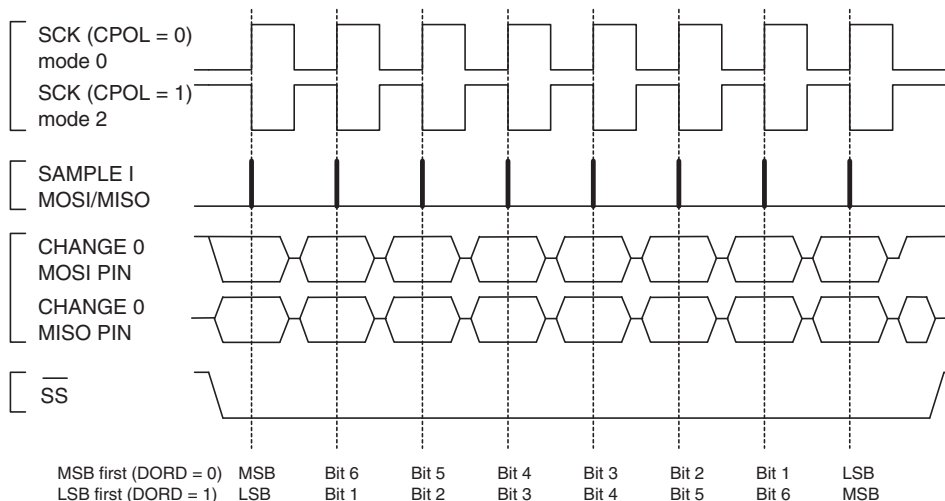 SCK (CPOL = 0)
mode 0
SCK (CPOL = 1)
mode 2
SAMPLE I
MOSI/MISO
CHANGE 0
MOSI PIN
CHANGE 0
MISO PIN
SS
MSB first (DORD = 0) MSB Bit 6 Bit 5 Bit 4 Bit 3 Bit 2 Bit 1 LSB
LSB first (DORD = 1) LSB Bit 1 Bit 2 Bit 3 Bit 4 Bit 5 Bit 6 MSB